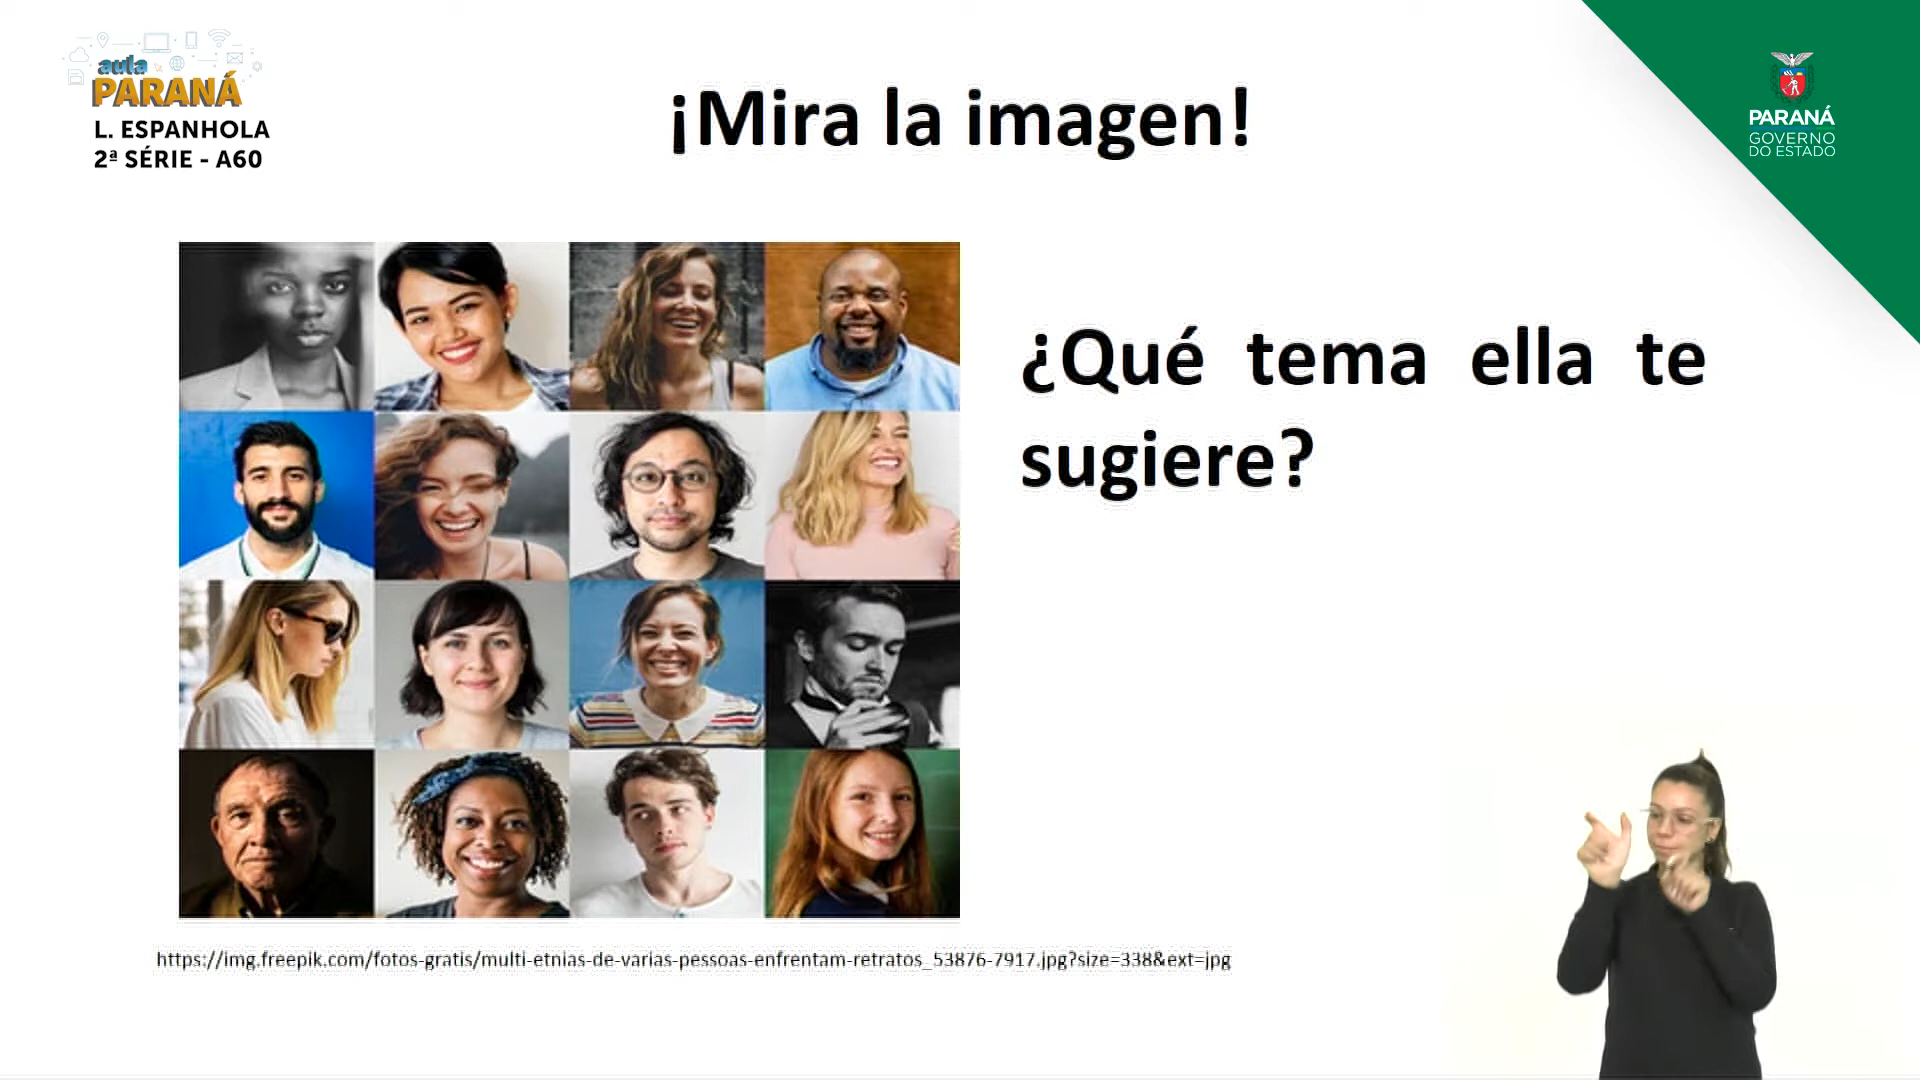 aula
PARANÁ
L. ESPANHOLA
2ª SÉRIE - A60
¡Mira la imagen!
PARANÁ
GOVERNO
DO ESTADO
¿Qué tema ella te
sugiere?
https://img.freepik.com/fotos-gratis/multi-etnias-de-varias-pessoas-enfrentam-retratos_53876-7917.jpg?size=338&ext=jpg